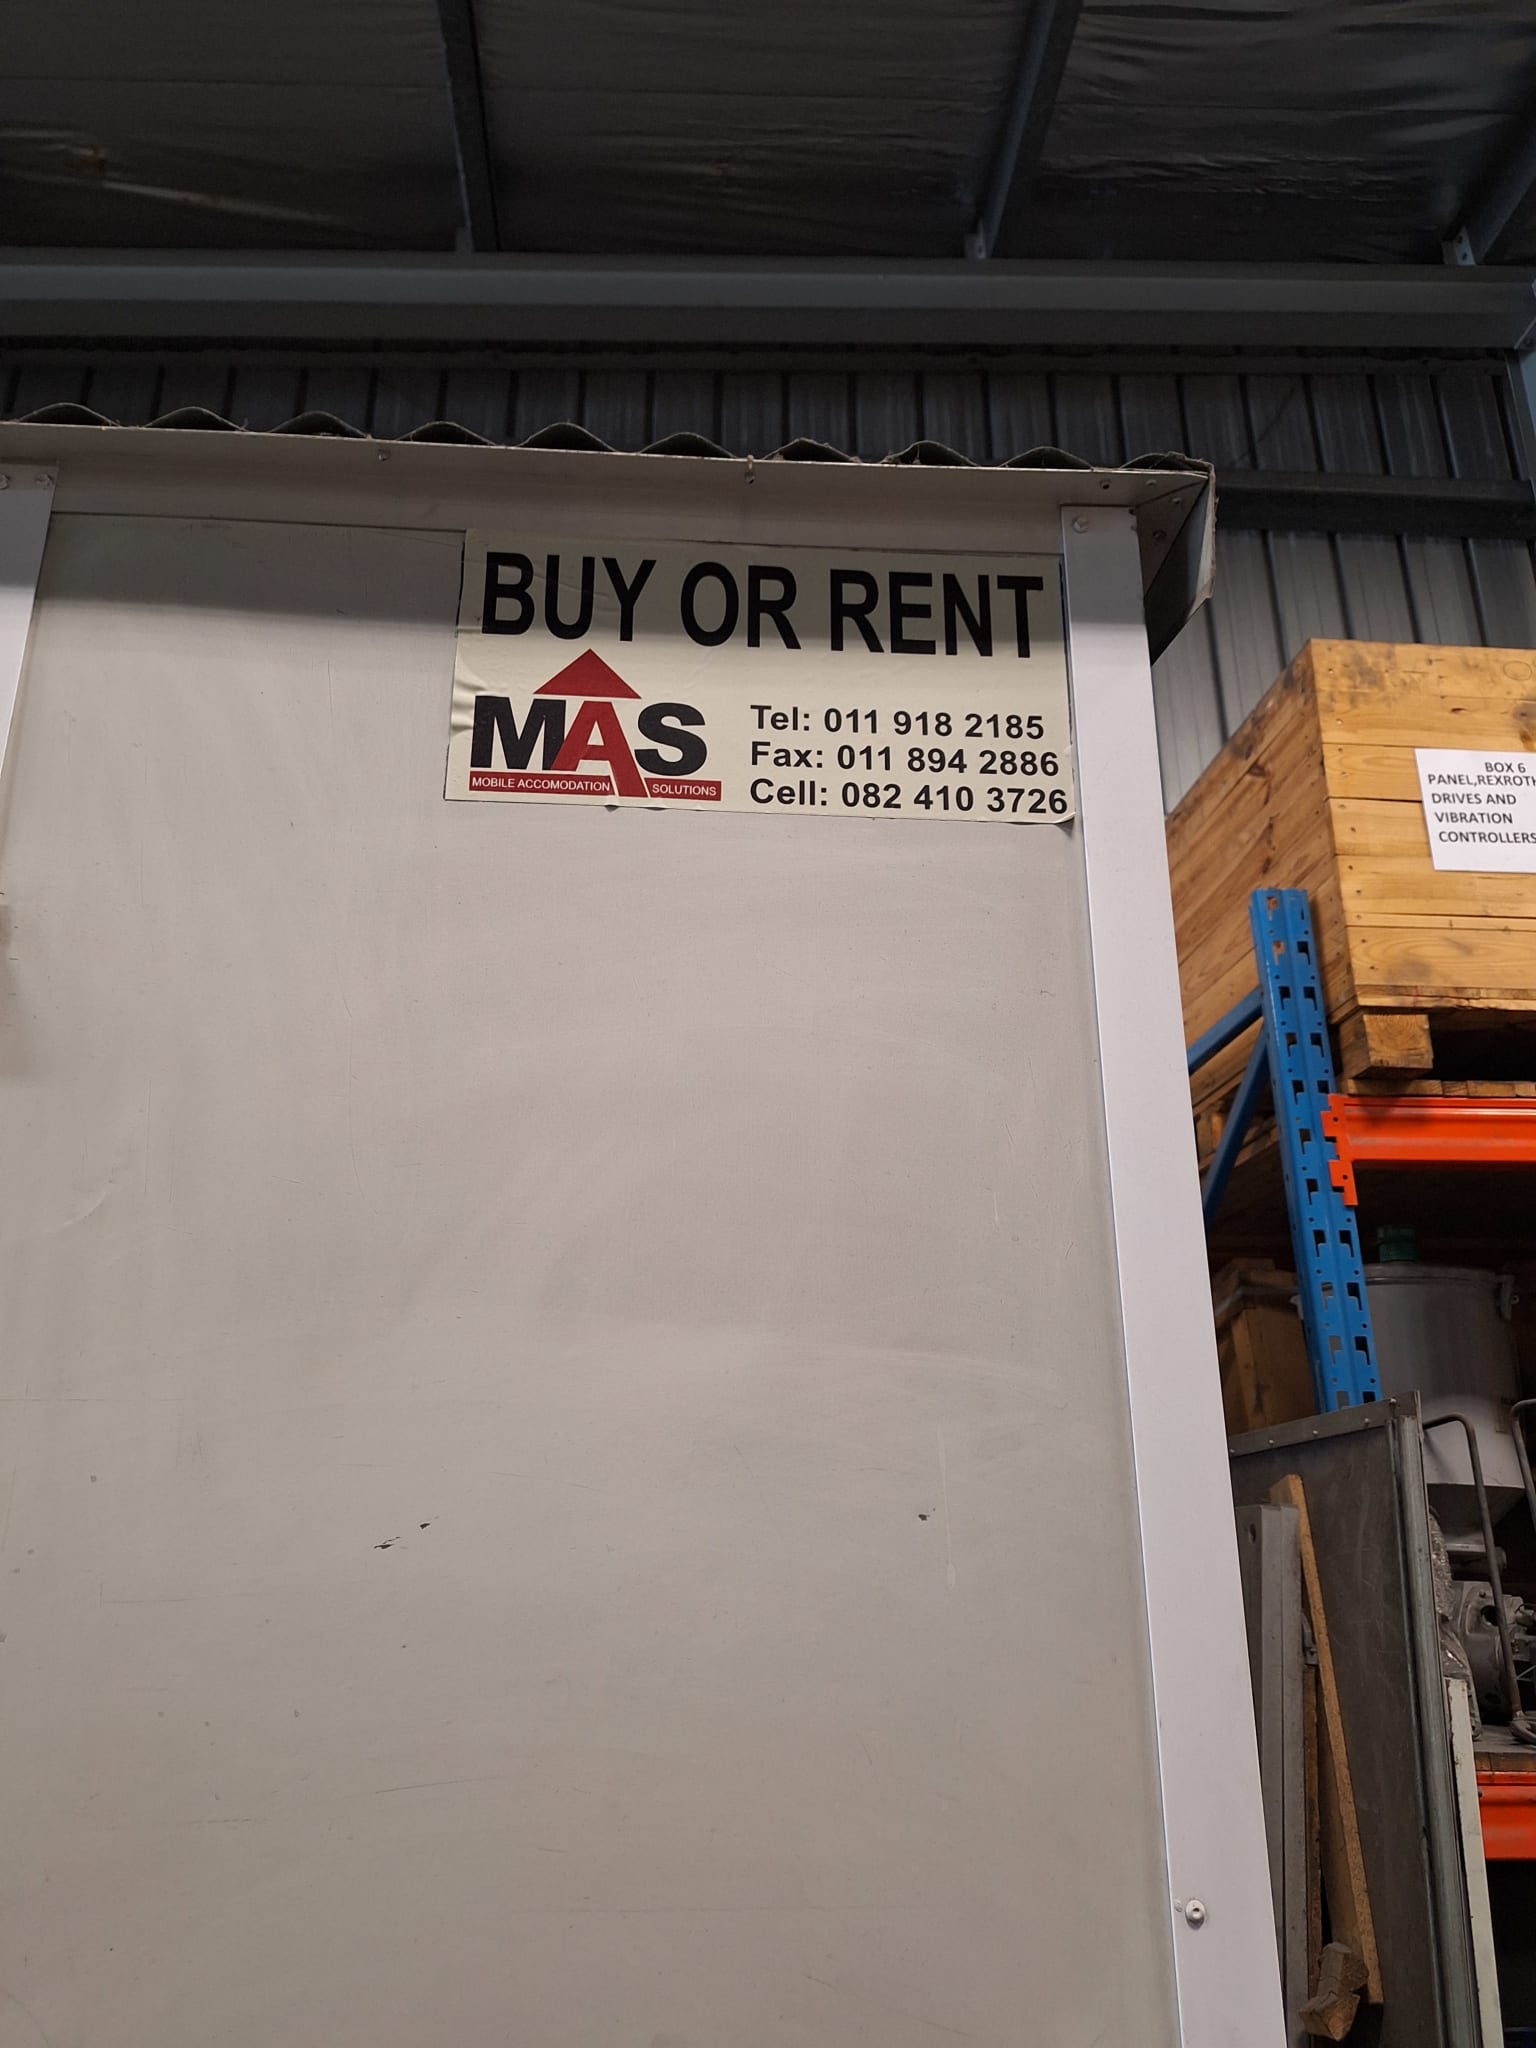 BUY OR RENT
MAS
MOBILE ACCOMODATION SOLUTIONS
Tel: 011 918 2185
Fax: 011 894 2886
Cell: 082 410 3726
BOX 6
PANEL,REXROTH
DRIVES AND
VIBRATION
CONTROLLERS